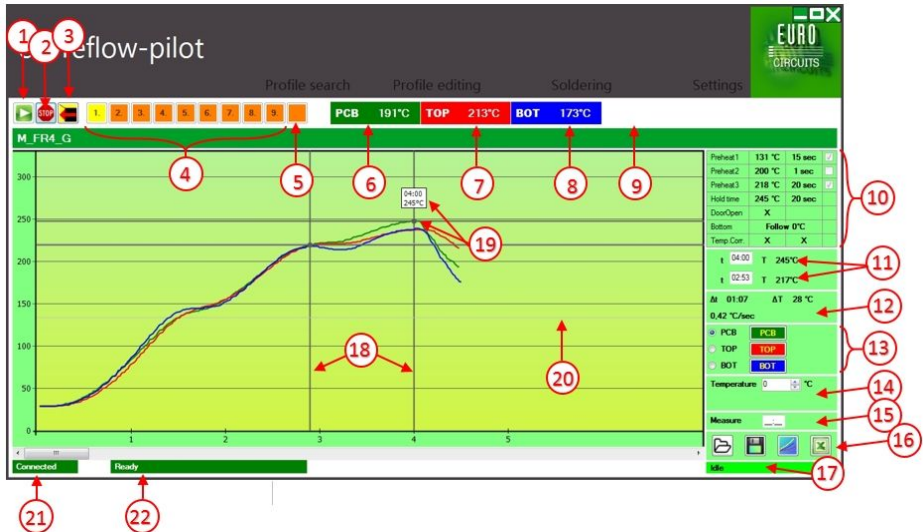 1 2 3
eflow-pilot
EURO
CIRCUITS
Profile search Profile editing Soldering Settings
STOP 1. 2. 3. 4. 5. 6. 7. 8. 9. PCB 191°C TOP 213°C BOT 173°C
M_FR4_G
4 5 6 7 8 9
Preheat1 131 °C 15 sec
Preheat2 200 °C 1 sec
Preheat3 218 °C 20 sec
Hold time 245 °C 20 sec
DoorOpen X
Bottom Follow 0°C
Temp.Corr. X X
10
t 04:00 T 245°C
t 02:53 T 217°C
11
Δt 01:07 ΔT 28 °C
0,42 °C/sec
12
PCB PCB
TOP TOP
BOT BOT
13
Temperature 0 °C
14
Measure __:__
15
16
Idle
17
300
250
200
150
100
50
0
04:00
245°C
19
18
20
1 2 3 4 5
Connected Ready
21 22